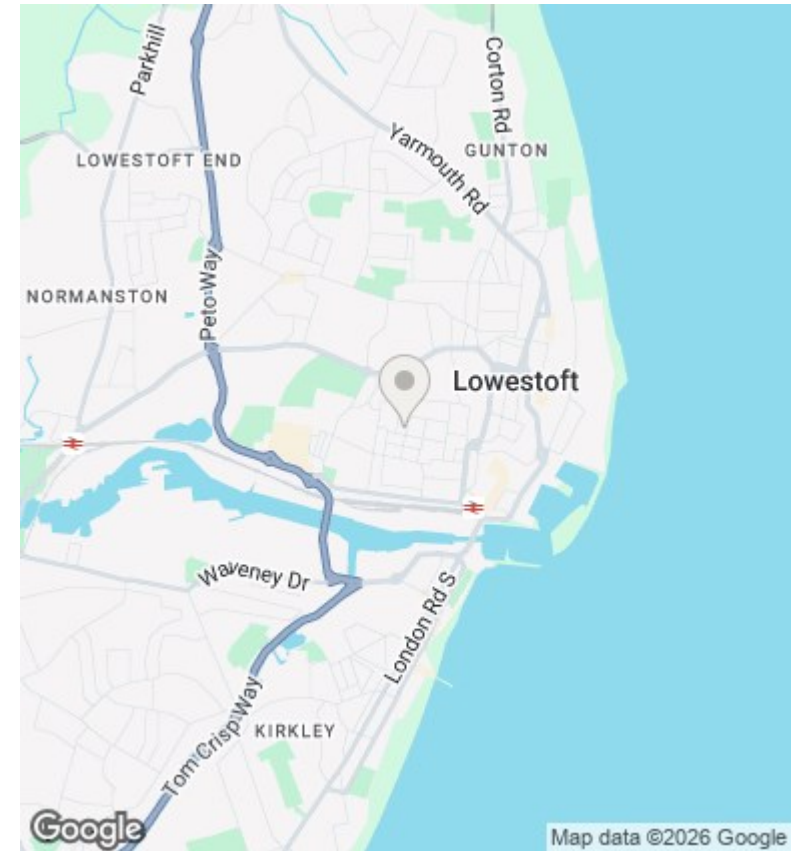 Parkhill
Corton Rd
Yarmouth Rd
GUNTON
LOWESTOFT END
Peto Way
NORMANSTON
Lowestoft
Waveney Dr
London Rd S
Tom Crisp Way
KIRKLEY
Google
Map data ©2026 Google